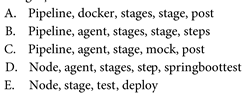 A. Pipeline, docker, stages, stage, post
B. Pipeline, agent, stages, stage, steps
C. Pipeline, agent, stage, mock, post
D. Node, agent, stages, step, springboottest
E. Node, stage, test, deploy